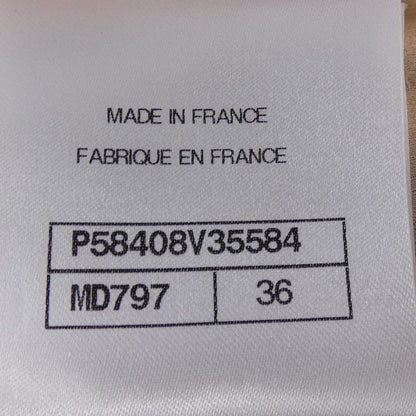 MADE IN FRANCE
FABRIQUE EN FRANCE
P58408V35584
MD797 36